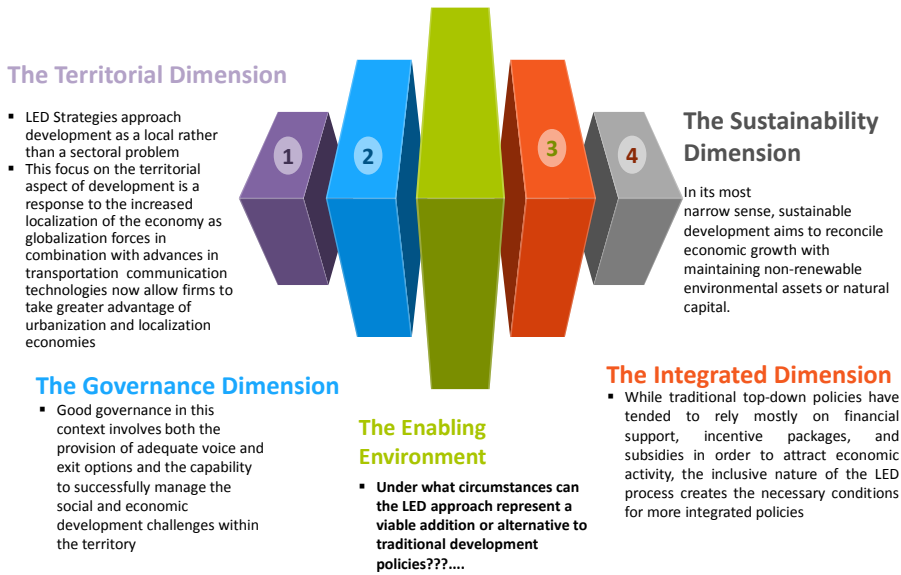 The Territorial Dimension
▪ LED Strategies approach
development as a local rather
than a sectoral problem
▪ This focus on the territorial
aspect of development is a
response to the increased
localization of the economy as
globalization forces in
combination with advances in
transportation communication
technologies now allow firms to
take greater advantage of
urbanization and localization
economies
1
2
3
4
The Sustainability
Dimension
In its most
narrow sense, sustainable
development aims to reconcile
economic growth with
maintaining non-renewable
environmental assets or natural
capital.
The Governance Dimension
▪ Good governance in this
context involves both the
provision of adequate voice and
exit options and the capability
to successfully manage the
social and economic
development challenges within
the territory
The Enabling
Environment
▪ Under what circumstances can
the LED approach represent a
viable addition or alternative to
traditional development
policies???....
The Integrated Dimension
▪ While traditional top-down policies have
tended to rely mostly on financial
support, incentive packages, and
subsidies in order to attract economic
activity, the inclusive nature of the LED
process creates the necessary conditions
for more integrated policies